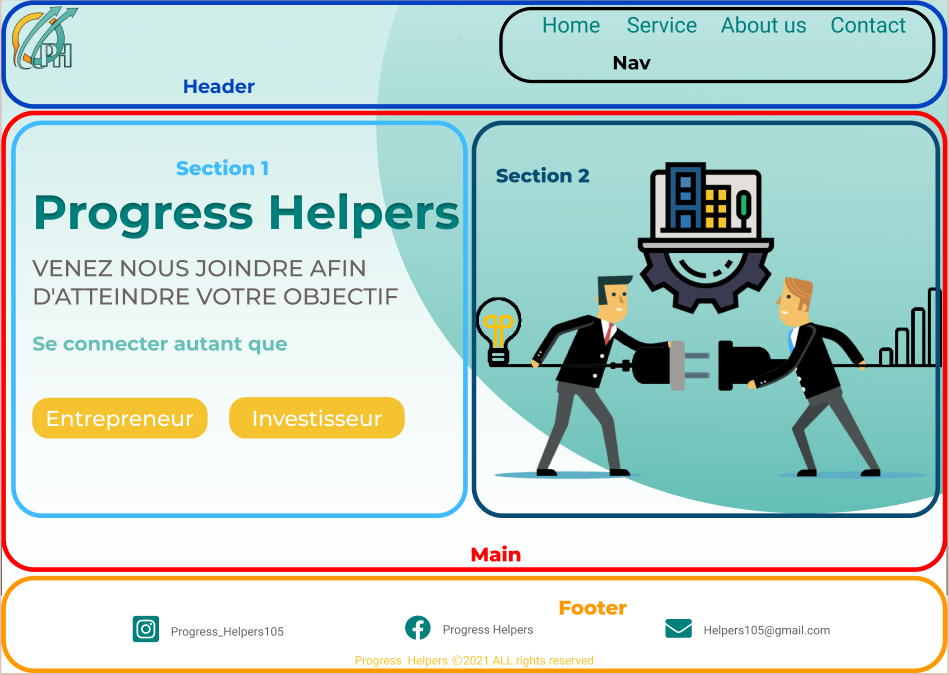 PH
Home Service About us Contact
Nav
Header
Section 1
Progress Helpers
VENEZ NOUS JOINDRE AFIN
D'ATTEINDRE VOTRE OBJECTIF
Se connecter autant que
Entrepreneur Investisseur
Section 2
Main
Footer
Progress_Helpers105 Progress Helpers Helpers105@gmail.com
Progress Helpers ©2021 ALL rights reserved